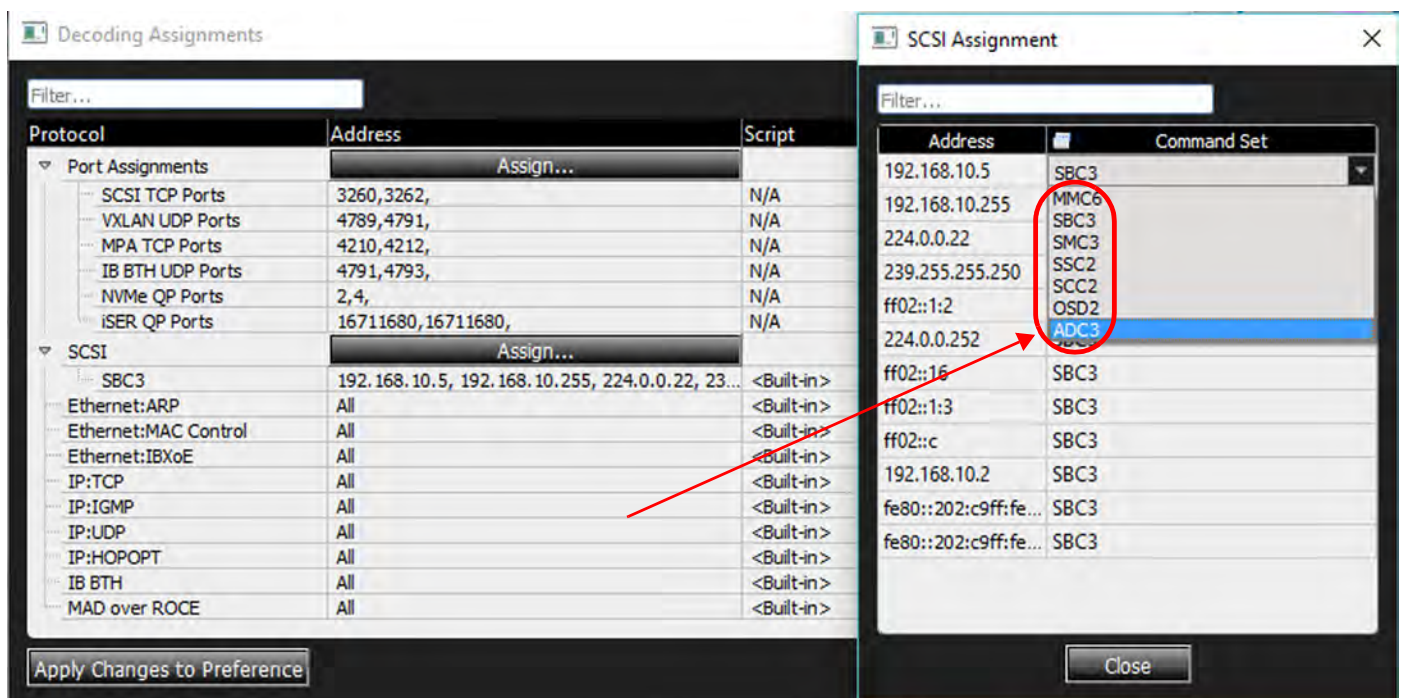 Decoding Assignments
Filter...
Protocol Address Script
Port Assignments Assign...
SCSI TCP Ports 3260,3262, N/A
VXLAN UDP Ports 4789,4791, N/A
MPA TCP Ports 4210,4212, N/A
IB BTH UDP Ports 4791,4793, N/A
NVMe QP Ports 2,4, N/A
iSER QP Ports 16711680,16711680, N/A
SCSI Assign...
SBC3 192.168.10.5, 192.168.10.255, 224.0.0.22, 23... <Built-in>
Ethernet:ARP All <Built-in>
Ethernet:MAC Control All <Built-in>
Ethernet:IBXoE All <Built-in>
IP:TCP All <Built-in>
IP:IGMP All <Built-in>
IP:UDP All <Built-in>
IP:HOPOPT All <Built-in>
IB BTH All <Built-in>
MAD over ROCE All <Built-in>
Apply Changes to Preference
SCSI Assignment
Filter...
Address Command Set
192.168.10.5 SBC3
192.168.10.255
224.0.0.22
239.255.255.250
ff02::1:2
224.0.0.252
MMC6
SBC3
SMC3
SSC2
SCC2
OSD2
ADC3
ff02::16 SBC3
ff02::1:3 SBC3
ff02::c SBC3
192.168.10.2 SBC3
fe80::202:c9ff:fe... SBC3
fe80::202:c9ff:fe... SBC3
Close